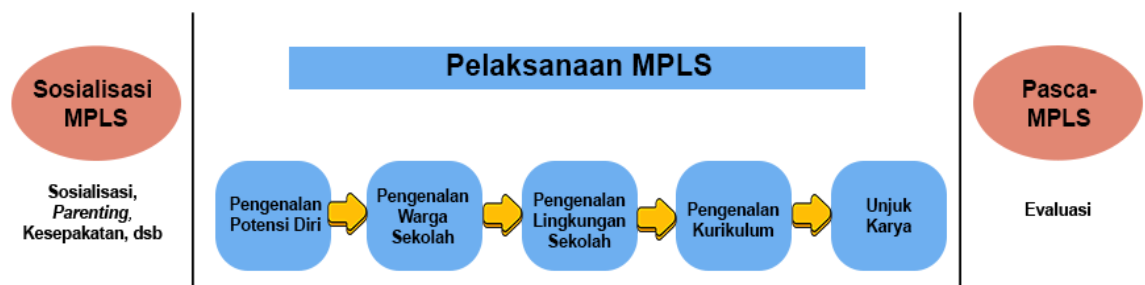 Sosialisasi
MPLS
Sosialisasi,
Parenting,
Kesepakatan, dsb
Pelaksanaan MPLS
Pengenalan
Potensi Diri
Pengenalan
Warga
Sekolah
Pengenalan
Lingkungan
Sekolah
Pengenalan
Kurikulum
Unjuk
Karya
Pasca-
MPLS
Evaluasi